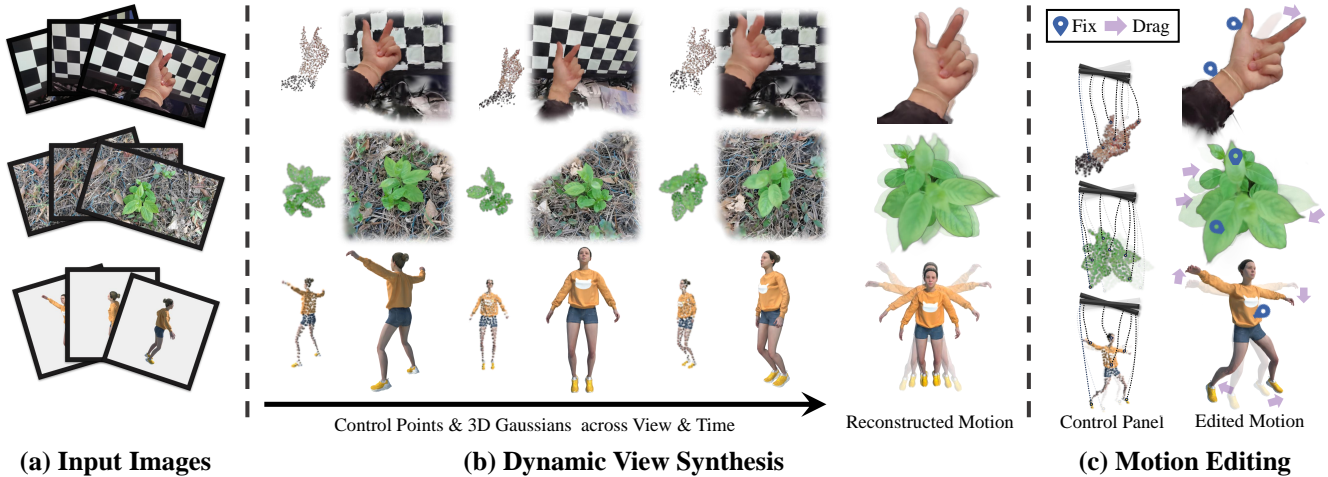 Fix Drag
Control Points & 3D Gaussians across View & Time
Reconstructed Motion
Control Panel
Edited Motion
(a) Input Images
(b) Dynamic View Synthesis
(c) Motion Editing